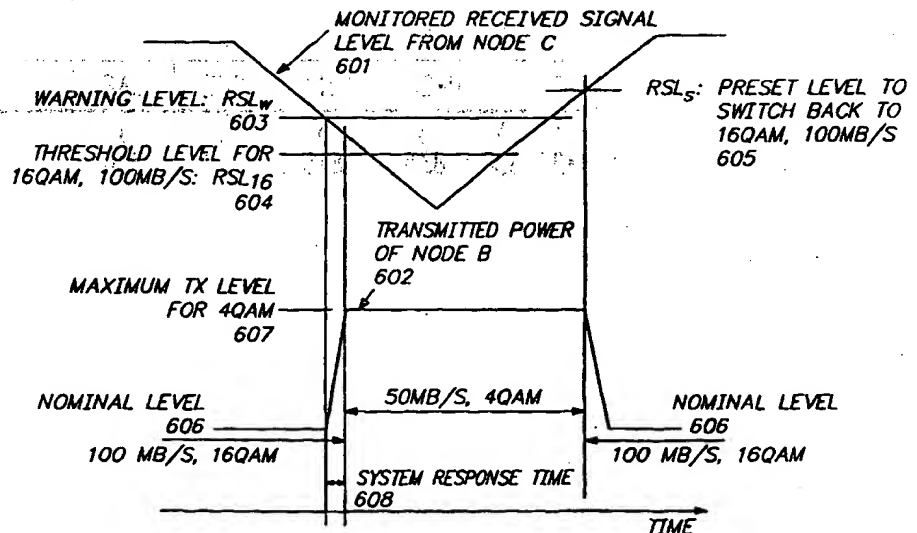 MONITORED RECEIVED SIGNAL
LEVEL FROM NODE C
601
WARNING LEVEL: RSLw
603
RSLS: PRESET LEVEL TO
SWITCH BACK TO
16QAM, 100MB/S
605
THRESHOLD LEVEL FOR
16QAM, 100MB/S: RSL16
604
TRANSMITTED POWER
OF NODE B
602
MAXIMUM TX LEVEL
FOR 4QAM
607
50MB/S, 4QAM
NOMINAL LEVEL
606
100 MB/S, 16QAM
NOMINAL LEVEL
606
100 MB/S, 16QAM
SYSTEM RESPONSE TIME
608
TIME